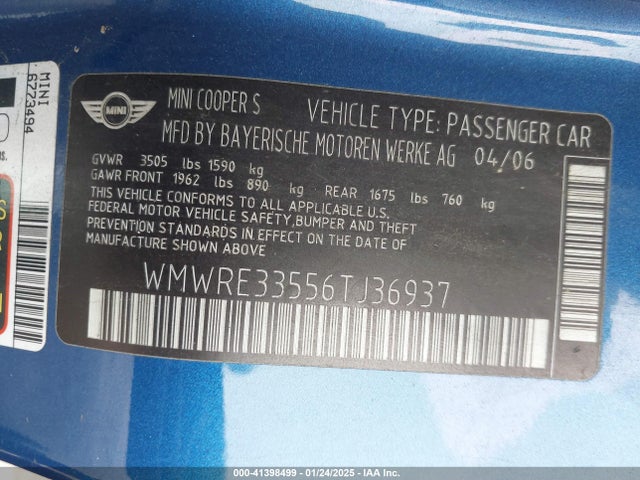 MINI
6773494
MINI
MINI COOPER S
VEHICLE TYPE: PASSENGER CAR
MFD BY BAYERISCHE MOTOREN WERKE AG 04/06
GVWR 3505 lbs 1590 kg
GAWR FRONT 1962 lbs 890 kg REAR 1675 lbs 760 kg
THIS VEHICLE CONFORMS TO ALL APPLICABLE U.S.
FEDERAL MOTOR VEHICLE SAFETY,BUMPER AND THEFT
PREVENTION STANDARDS IN EFFECT ON THE DATE OF
MANUFACTURE SHOWN ABOVE
WMWRE33556TJ36937
000-41398499 - 01/24/2025 - IAA Inc.